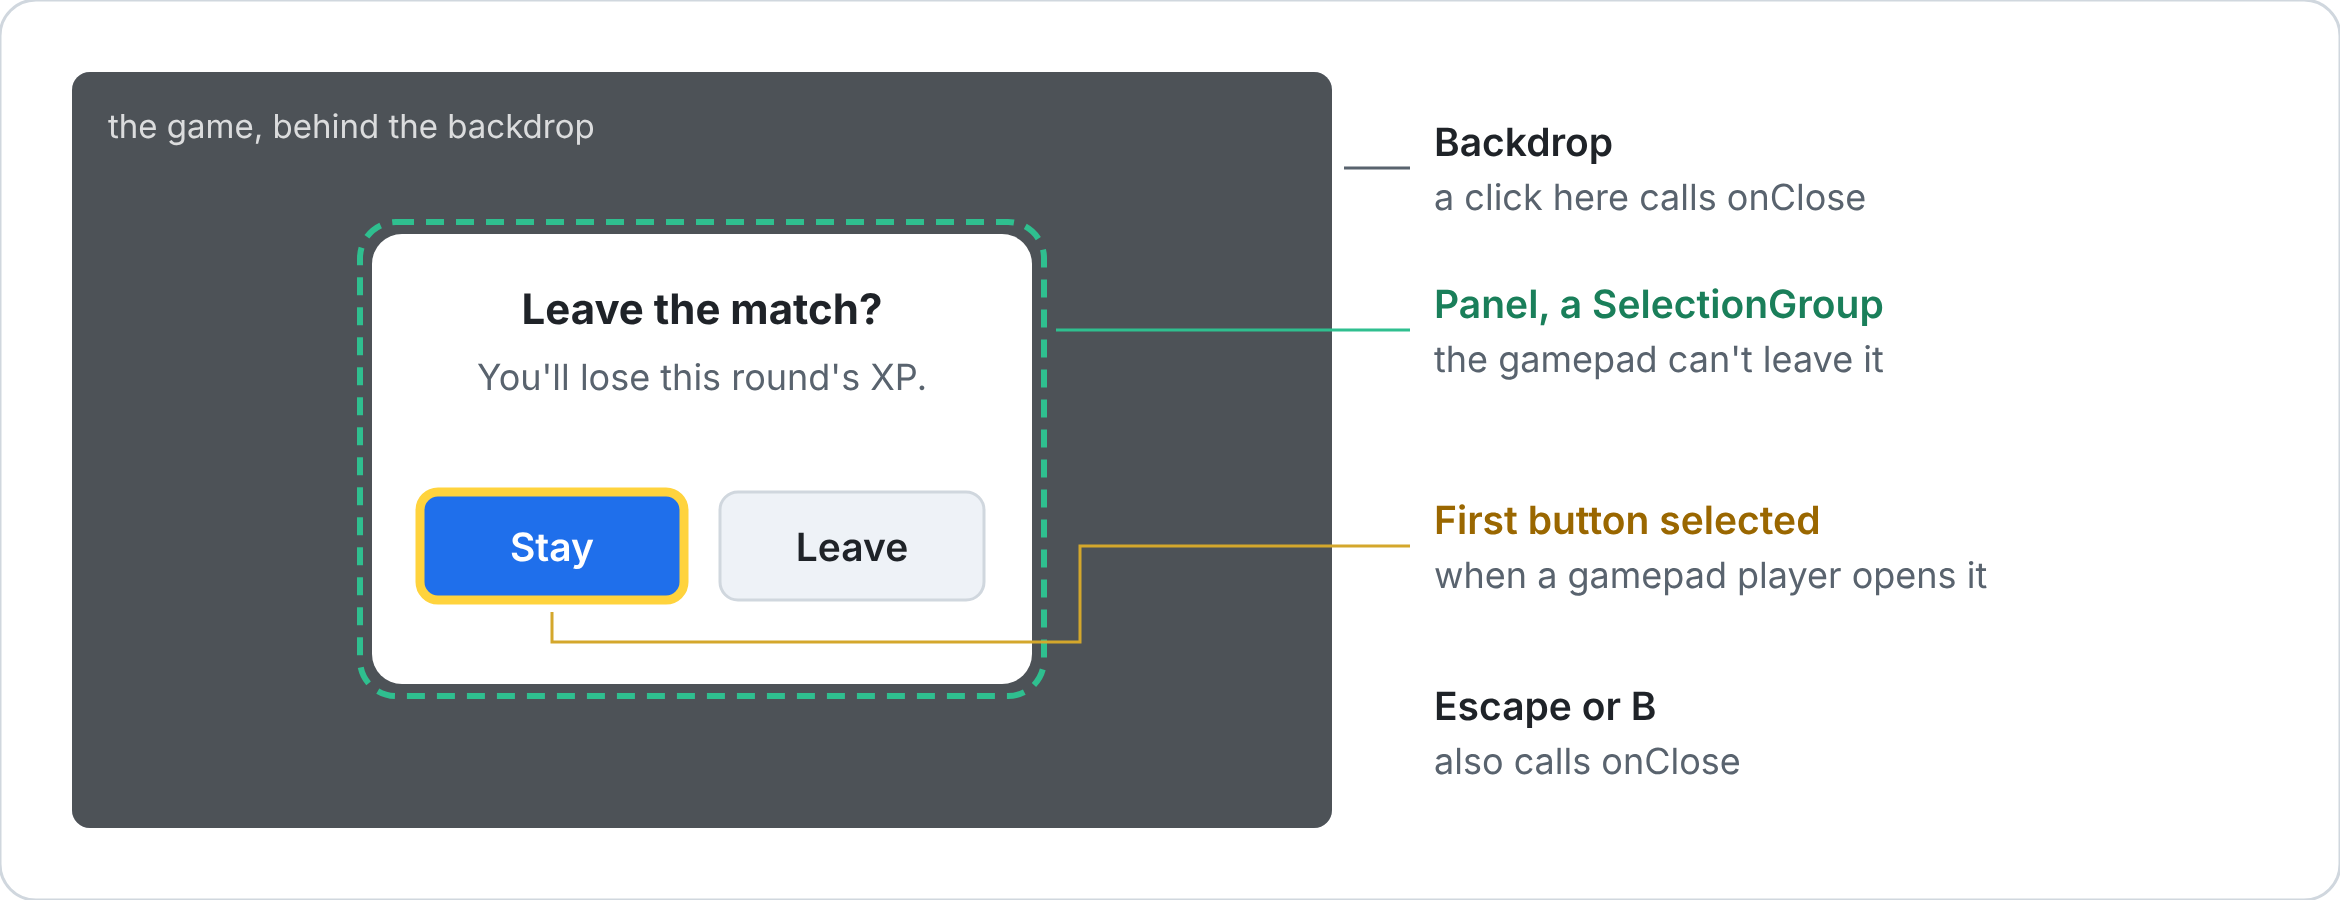 the game, behind the backdrop
Leave the match?
You'll lose this round's XP.
Stay
Leave
Backdrop
a click here calls onClose
Panel, a SelectionGroup
the gamepad can't leave it
First button selected
when a gamepad player opens it
Escape or B
also calls onClose